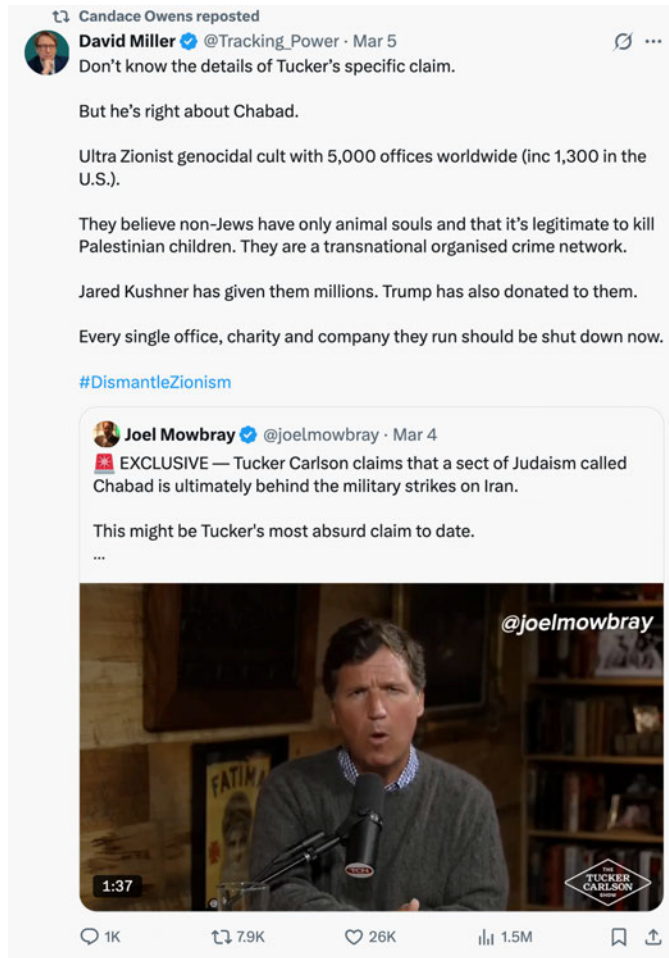 Candace Owens reposted
David Miller @Tracking_Power · Mar 5
Don't know the details of Tucker's specific claim.
But he's right about Chabad.
Ultra Zionist genocidal cult with 5,000 offices worldwide (inc 1,300 in the
U.S.).
They believe non-Jews have only animal souls and that it's legitimate to kill
Palestinian children. They are a transnational organised crime network.
Jared Kushner has given them millions. Trump has also donated to them.
Every single office, charity and company they run should be shut down now.
#DismantleZionism
Joel Mowbray @joelmowbray · Mar 4
EXCLUSIVE — Tucker Carlson claims that a sect of Judaism called
Chabad is ultimately behind the military strikes on Iran.
This might be Tucker's most absurd claim to date.
...
@joelmowbray
FATIMA
TCN
1:37
THE
TUCKER
CARLSON
SHOW
1K 7.9K 26K 1.5M